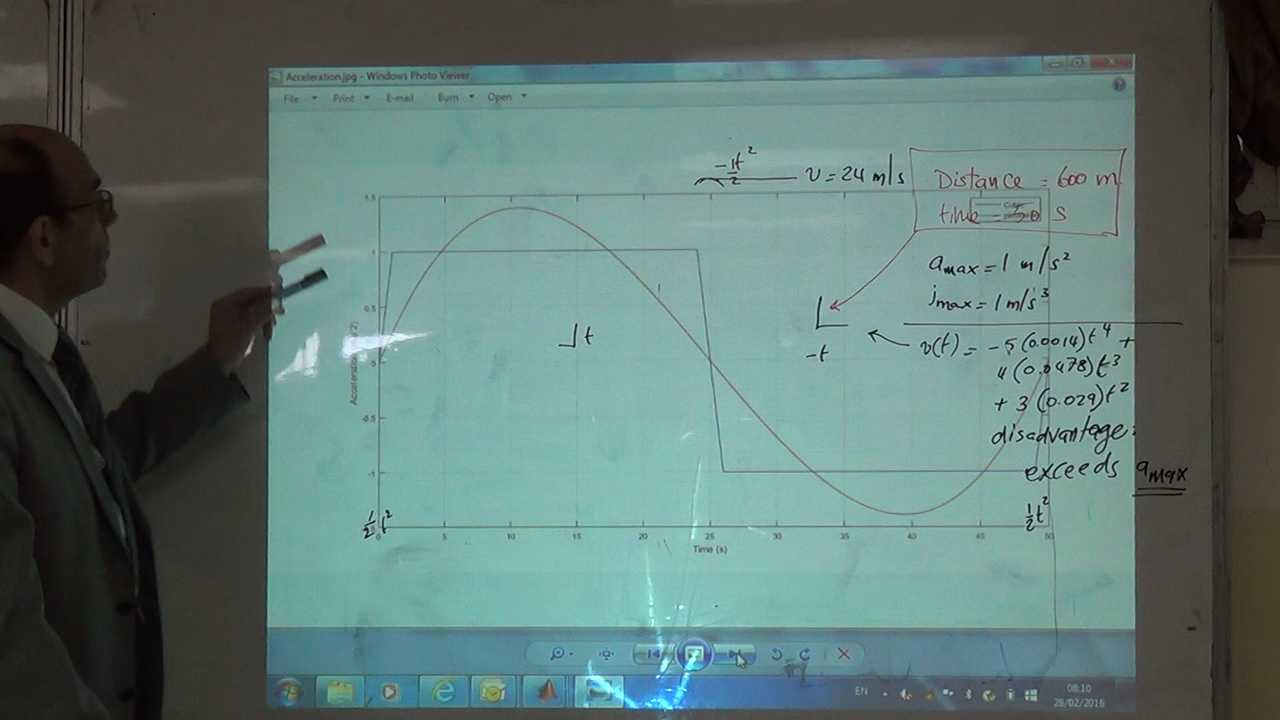 Acceleration.jpg - Windows Photo Viewer
File Print E-mail Burn Open
-1t²/2 v = 24 m/s
Distance = 600 m
time = 50 s
amax = 1 m/s²
jmax = 1 m/s³
v(t) = -5(0.0014)t⁴ +
4(0.0478)t³
+ 3(0.029)t²
disadvantage:
exceeds amax
t
-t
1.5
1
0.5
0
-0.5
-1
½t²
½t²
5 10 15 20 25 30 35 40 45 50
Time (s)
EN
08:10
28/02/2016